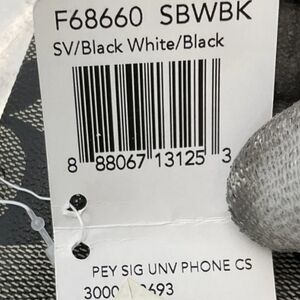 F68660 SBWBK
SV/Black White/Black
8 88067 13125 3
PEY SIG UNV PHONE CS